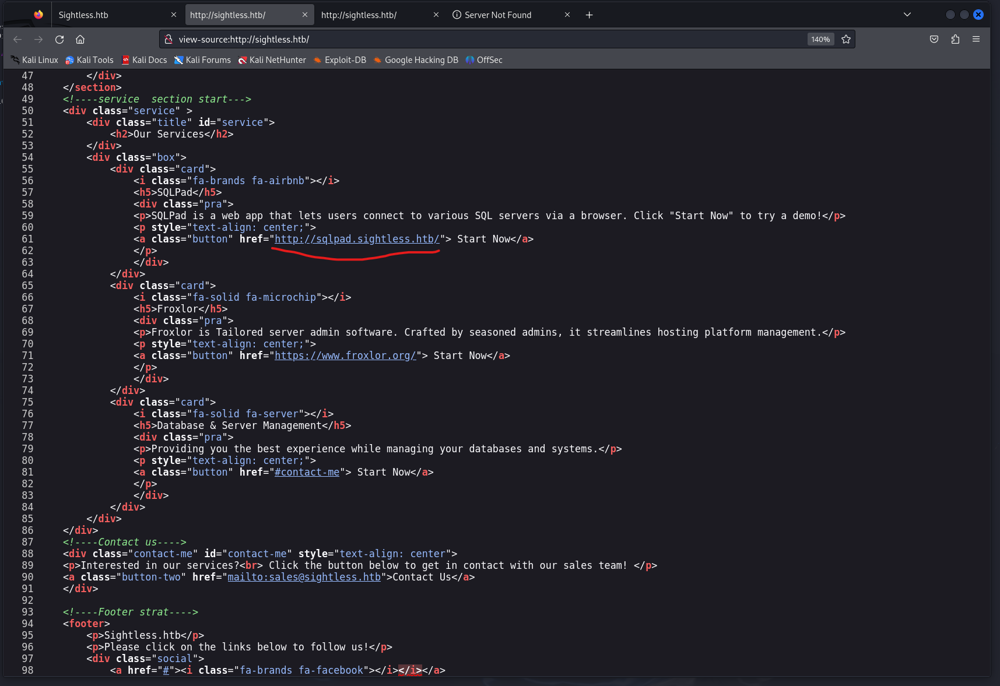 Sightless.htb
http://sightless.htb/
http://sightless.htb/
Server Not Found
view-source:http://sightless.htb/
140%
Kali Linux
Kali Tools
Kali Docs
Kali Forums
Kali NetHunter
Exploit-DB
Google Hacking DB
OffSec
47 </div>
48 </section>
49 <!----service  section start--->
50 <div class="service" >
51 <div class="title" id="service">
52 <h2>Our Services</h2>
53 </div>
54 <div class="box">
55 <div class="card">
56 <i class="fa-brands fa-airbnb"></i>
57 <h5>SQLPad</h5>
58 <div class="pra">
59 <p>SQLPad is a web app that lets users connect to various SQL servers via a browser. Click "Start Now" to try a demo!</p>
60 <p style="text-align: center;">
61 <a class="button" href="http://sqlpad.sightless.htb/"> Start Now</a>
62 </p>
63 </div>
64 </div>
65 <div class="card">
66 <i class="fa-solid fa-microchip"></i>
67 <h5>Froxlor</h5>
68 <div class="pra">
69 <p>Froxlor is Tailored server admin software. Crafted by seasoned admins, it streamlines hosting platform management.</p>
70 <p style="text-align: center;">
71 <a class="button" href="https://www.froxlor.org/"> Start Now</a>
72 </p>
73 </div>
74 </div>
75 <div class="card">
76 <i class="fa-solid fa-server"></i>
77 <h5>Database & Server Management</h5>
78 <div class="pra">
79 <p>Providing you the best experience while managing your databases and systems.</p>
80 <p style="text-align: center;">
81 <a class="button" href="#contact-me"> Start Now</a>
82 </p>
83 </div>
84 </div>
85 </div>
86 </div>
87 <!----Contact us---->
88 <div class="contact-me" id="contact-me" style="text-align: center">
89 <p>Interested in our services?<br> Click the button below to get in contact with our sales team! </p>
90 <a class="button-two" href="mailto:sales@sightless.htb">Contact Us</a>
91 </div>
92
93 <!----Footer strat---->
94 <footer>
95 <p>Sightless.htb</p>
96 <p>Please click on the links below to follow us!</p>
97 <div class="social">
98 <a href="#"><i class="fa-brands fa-facebook"></i></i></a>